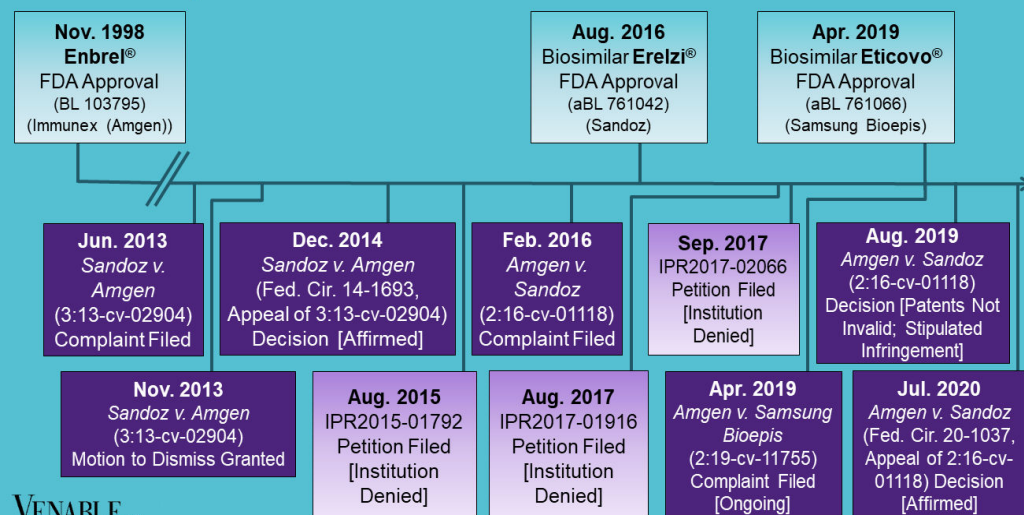 Nov. 1998
Enbrel®
FDA Approval
(BL 103795)
(Immunex (Amgen))
Aug. 2016
Biosimilar Erelzi®
FDA Approval
(aBL 761042)
(Sandoz)
Apr. 2019
Biosimilar Eticovo®
FDA Approval
(aBL 761066)
(Samsung Bioepis)
Jun. 2013
Sandoz v.
Amgen
(3:13-cv-02904)
Complaint Filed
Dec. 2014
Sandoz v. Amgen
(Fed. Cir. 14-1693,
Appeal of 3:13-cv-02904)
Decision [Affirmed]
Feb. 2016
Amgen v.
Sandoz
(2:16-cv-01118)
Complaint Filed
Sep. 2017
IPR2017-02066
Petition Filed
[Institution
Denied]
Aug. 2019
Amgen v. Sandoz
(2:16-cv-01118)
Decision [Patents Not
Invalid; Stipulated
Infringement]
Nov. 2013
Sandoz v. Amgen
(3:13-cv-02904)
Motion to Dismiss Granted
Aug. 2015
IPR2015-01792
Petition Filed
[Institution
Denied]
Aug. 2017
IPR2017-01916
Petition Filed
[Institution
Denied]
Apr. 2019
Amgen v. Samsung
Bioepis
(2:19-cv-11755)
Complaint Filed
[Ongoing]
Jul. 2020
Amgen v. Sandoz
(Fed. Cir. 20-1037,
Appeal of 2:16-cv-
01118) Decision
[Affirmed]
VENABLE